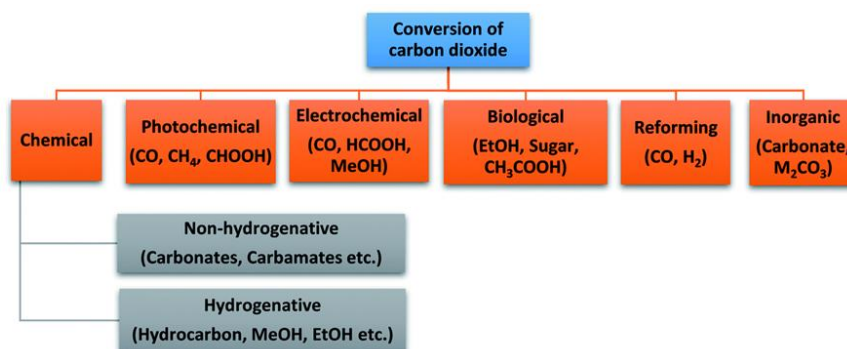 Conversion of
carbon dioxide
Chemical
Photochemical
(CO, CH₄, CHOOH)
Electrochemical
(CO, HCOOH,
MeOH)
Biological
(EtOH, Sugar,
CH₃COOH)
Reforming
(CO, H₂)
Inorganic
(Carbonate,
M₂CO₃)
Non-hydrogenative
(Carbonates, Carbamates etc.)
Hydrogenative
(Hydrocarbon, MeOH, EtOH etc.)